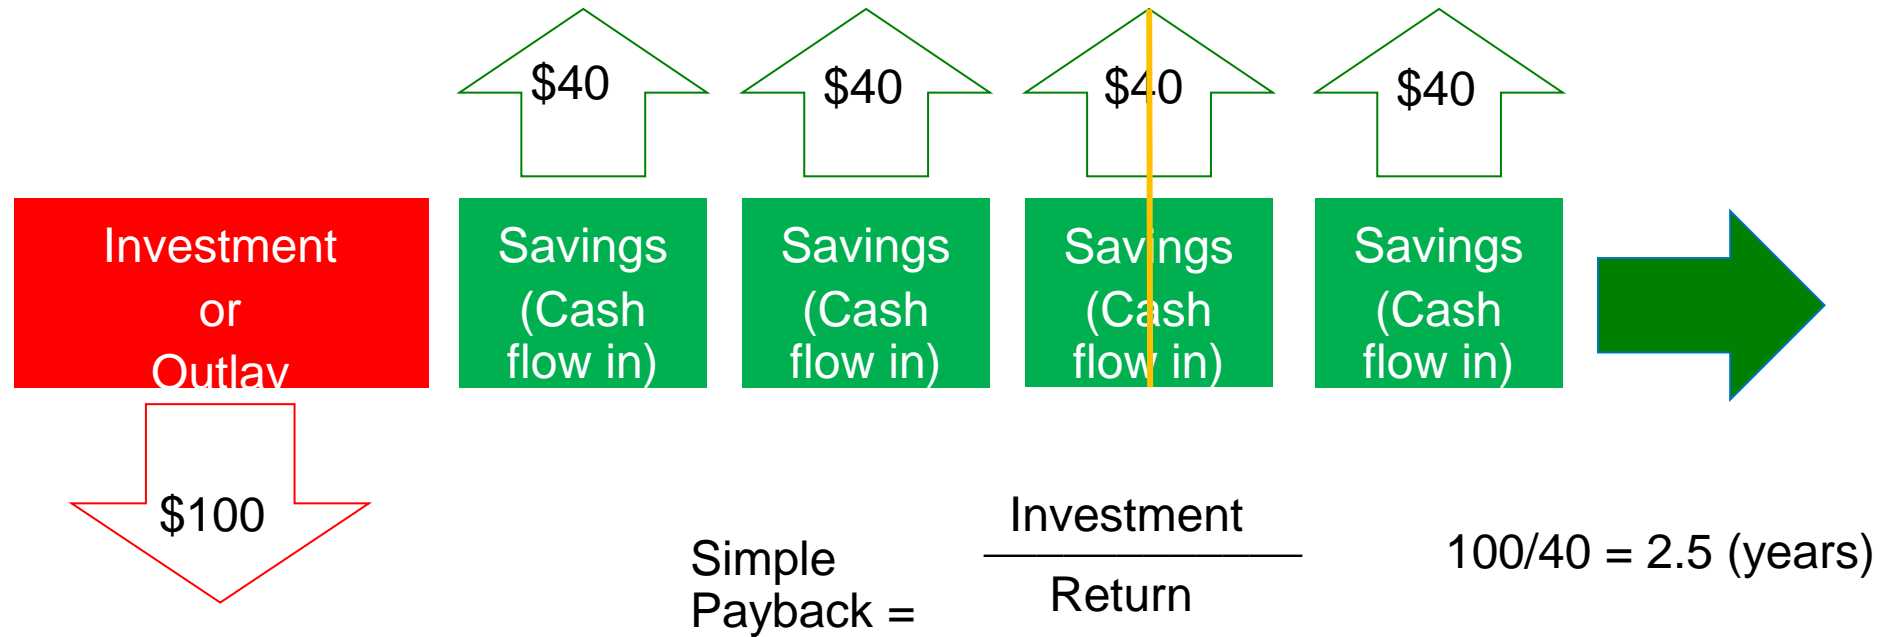 $40
$40
$40
$40
Investment
or
Outlay
Savings
(Cash
flow in)
Savings
(Cash
flow in)
Savings
(Cash
flow in)
Savings
(Cash
flow in)
$100
Simple
Payback =
Investment
Return
100/40 = 2.5 (years)